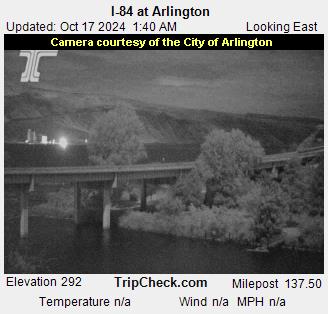 I-84 at Arlington
Updated: Oct 17 2024 1:40 AM Looking East
Camera courtesy of the City of Arlington
Elevation 292 TripCheck.com Milepost 137.50
Temperature n/a Wind n/a MPH n/a